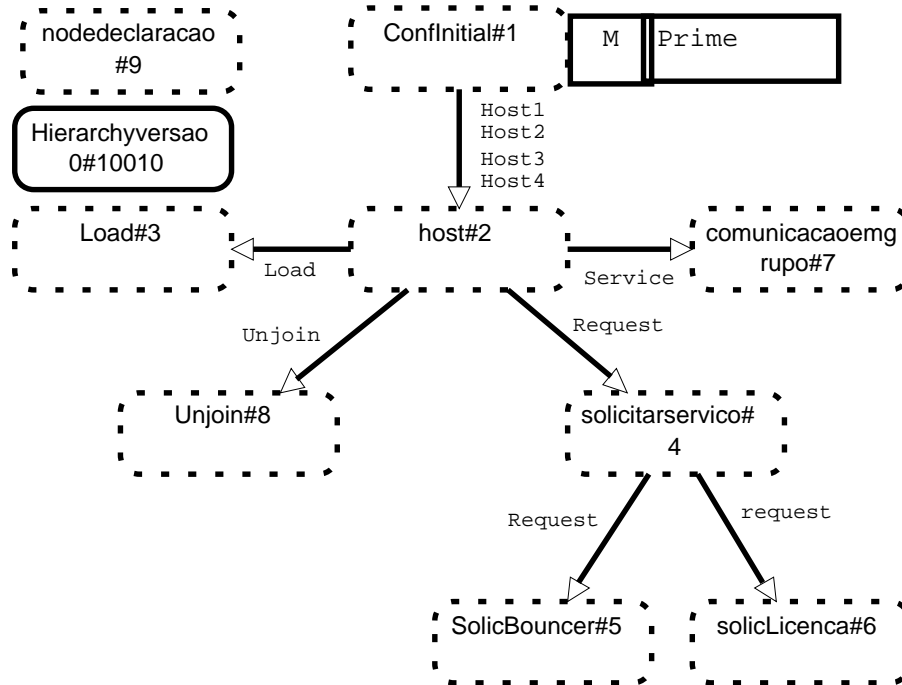 nodedeclaracao
#9
ConfInitial#1
M
Prime
Hierarchyversao
0#10010
Host1
Host2
Host3
Host4
Load#3
host#2
comunicacaoemg
rupo#7
Load
Service
Unjoin
Request
Unjoin#8
solicitarservico#
4
Request
request
SolicBouncer#5
solicLicenca#6